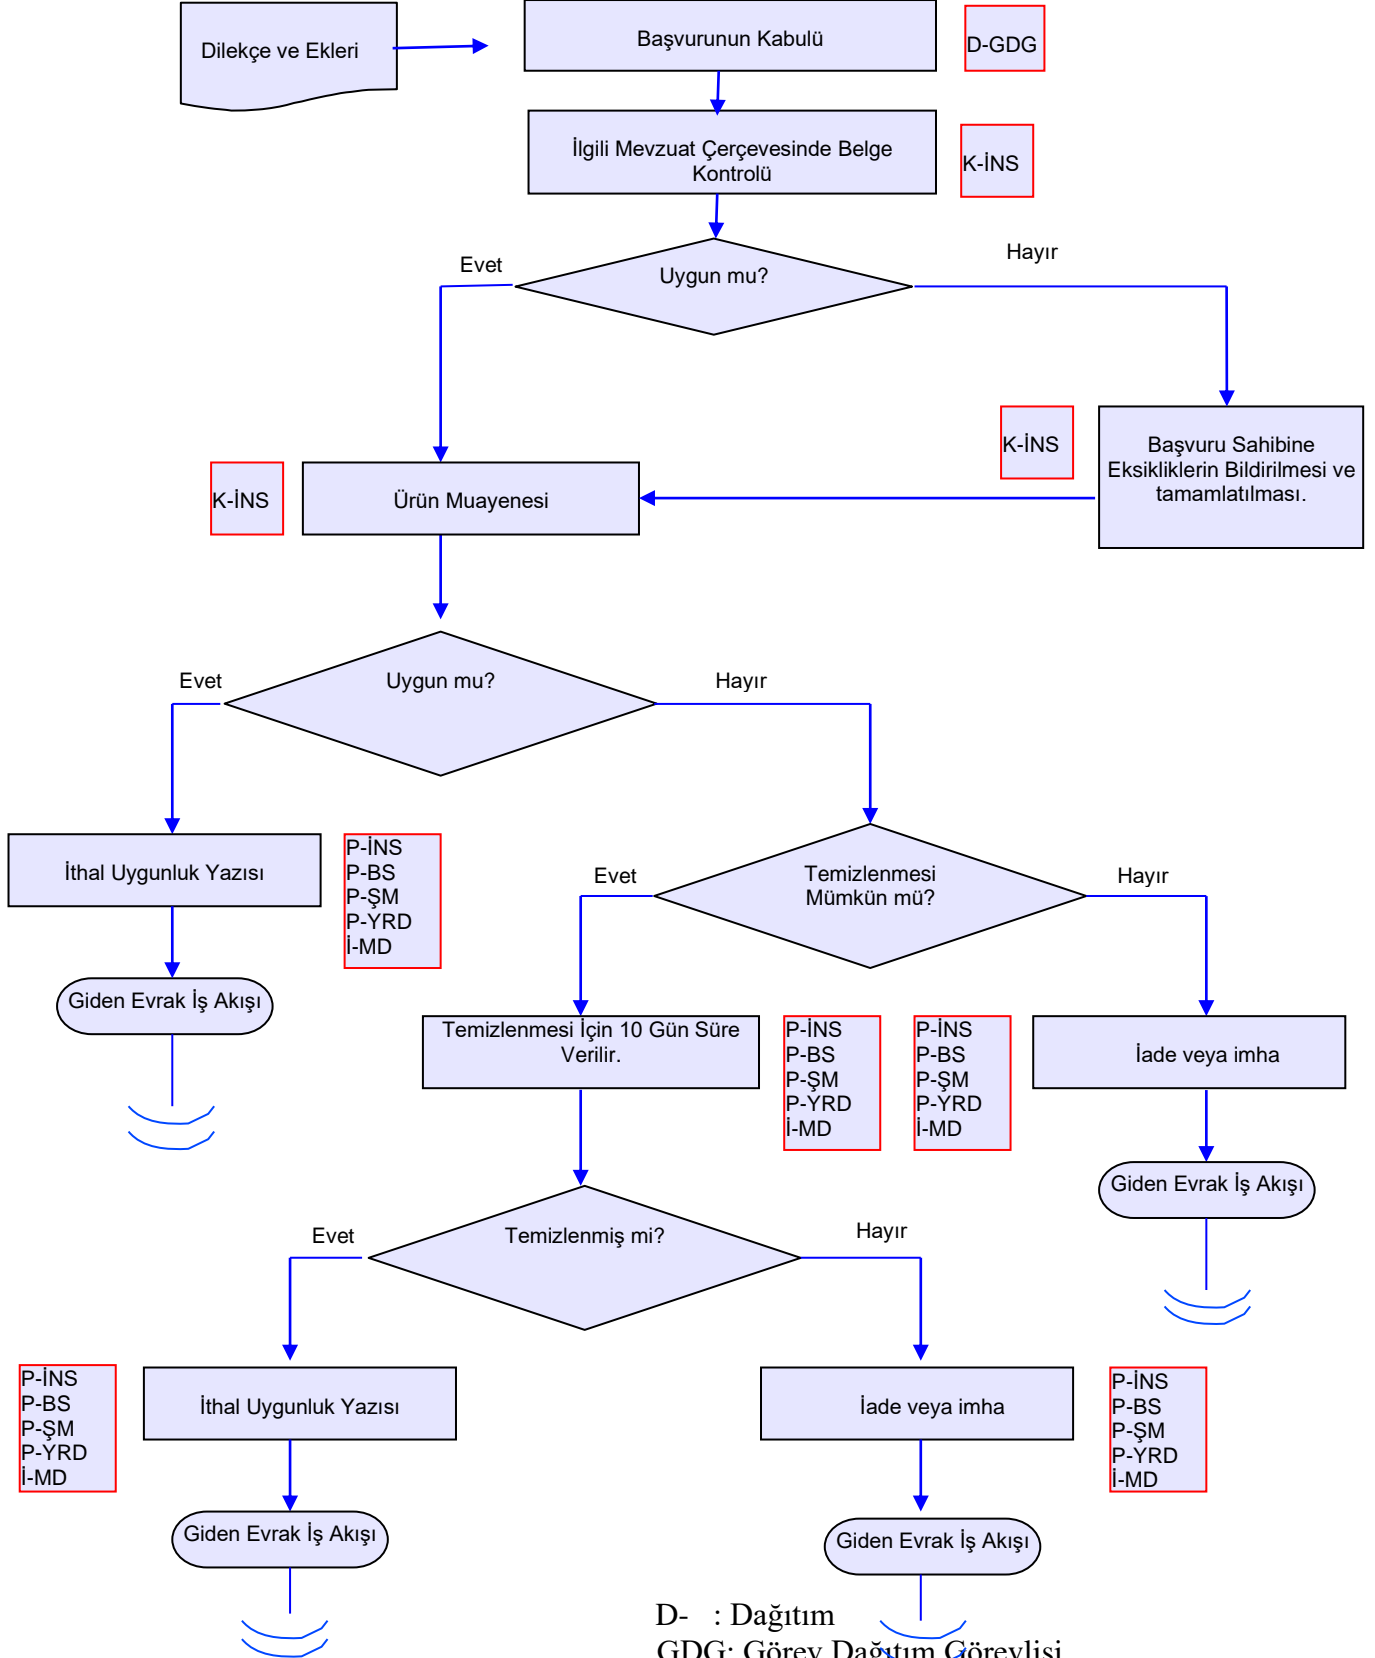 Dilekçe ve Ekleri
Başvurunun Kabulü
D-GDG
İlgili Mevzuat Çerçevesinde Belge
Kontrolü
K-İNS
Evet
Uygun mu?
Hayır
K-İNS
Başvuru Sahibine
Eksikliklerin Bildirilmesi ve
tamamlatılması.
K-İNS
Ürün Muayenesi
Evet
Uygun mu?
Hayır
İthal Uygunluk Yazısı
P-İNS
P-BS
P-ŞM
P-YRD
İ-MD
Evet
Temizlenmesi
Mümkün mü?
Hayır
Giden Evrak İş Akışı
Temizlenmesi İçin 10 Gün Süre
Verilir.
P-İNS
P-BS
P-ŞM
P-YRD
İ-MD
P-İNS
P-BS
P-ŞM
P-YRD
İ-MD
İade veya imha
Giden Evrak İş Akışı
Evet
Temizlenmiş mi?
Hayır
P-İNS
P-BS
P-ŞM
P-YRD
İ-MD
İthal Uygunluk Yazısı
İade veya imha
P-İNS
P-BS
P-ŞM
P-YRD
İ-MD
Giden Evrak İş Akışı
Giden Evrak İş Akışı
D- : Dağıtım
GDG: Görev Dağıtım Görevlisi